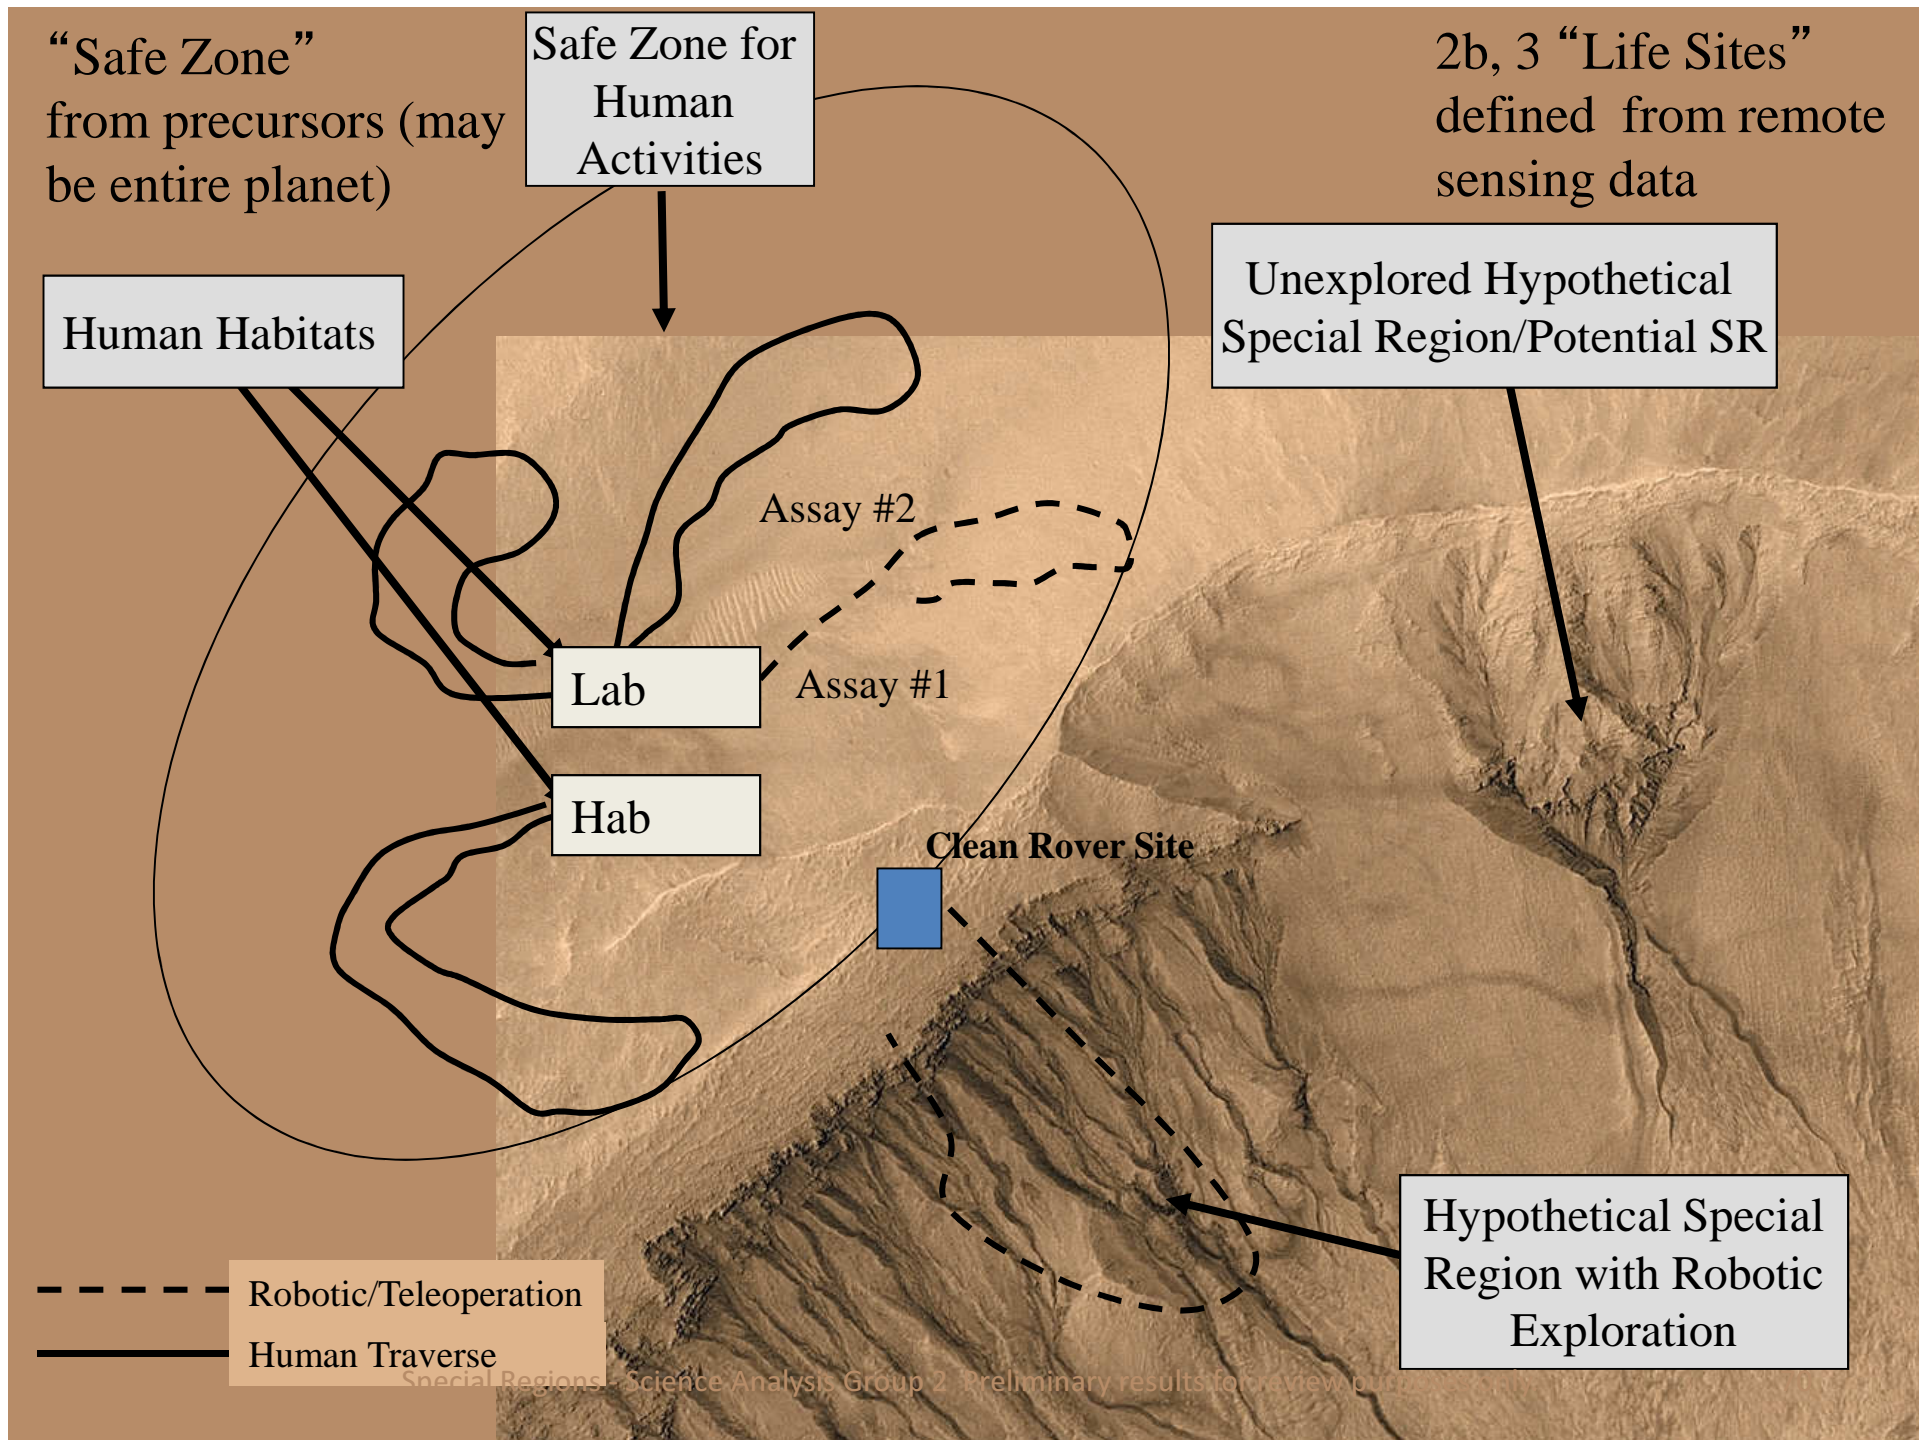 “Safe Zone”
from precursors (may
be entire planet)
Safe Zone for
Human
Activities
2b, 3 “Life Sites”
defined from remote
sensing data
Human Habitats
Unexplored Hypothetical
Special Region/Potential SR
Assay #2
Lab
Assay #1
Hab
Clean Rover Site
Hypothetical Special
Region with Robotic
Exploration
Robotic/Teleoperation
Human Traverse
Special Regions - Science Analysis Group 2 Preliminary results for review